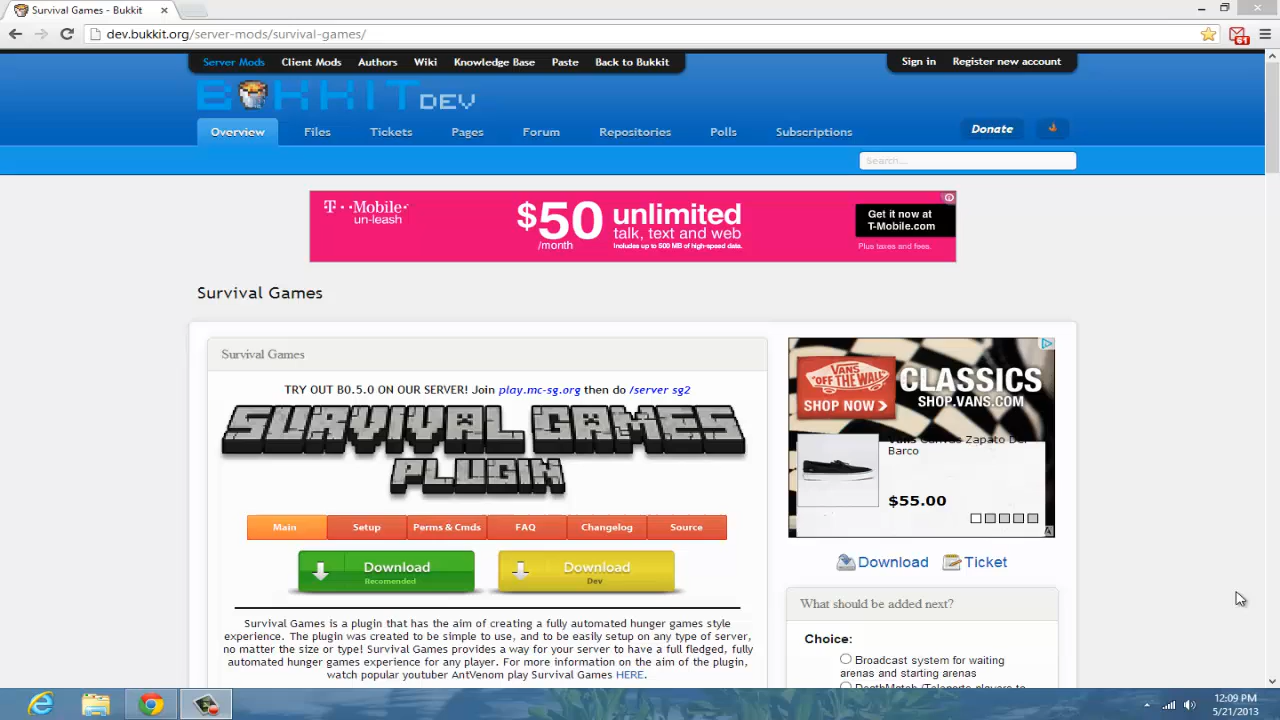 Survival Games - Bukkit
dev.bukkit.org/server-mods/survival-games/
61
Server Mods Client Mods Authors Wiki Knowledge Base Paste Back to Bukkit
Sign in Register new account
BUKKIT DEV
Overview Files Tickets Pages Forum Repositories Polls Subscriptions
Donate
Search...
T··Mobile·
un-leash
$50
/month
unlimited
talk, text and web
Includes up to 500 MB of high-speed data.
Get it now at
T-Mobile.com
Plus taxes and fees.
Survival Games
Survival Games
TRY OUT B0.5.0 ON OUR SERVER! Join play.mc-sg.org then do /server sg2
SURVIVAL GAMES
PLUGIN
Main Setup Perms & Cmds FAQ Changelog Source
Download
Recomended
Download
Dev
Survival Games is a plugin that has the aim of creating a fully automated hunger games style
experience. The plugin was created to be simple to use, and to be easily setup on any type of server,
no matter the size or type! Survival Games provides a way for your server to have a full fledged, fully
automated hunger games experience for any player. For more information on the aim of the plugin,
watch popular youtuber AntVenom play Survival Games HERE.
VANS
"OFF THE WALL"
SHOP NOW
CLASSICS
SHOP.VANS.COM
Vans Canvas Zapato Del
Barco
$55.00
Download Ticket
What should be added next?
Choice:
Broadcast system for waiting
arenas and starting arenas
DeathMatch (Teleports players to
12:09 PM
5/21/2013